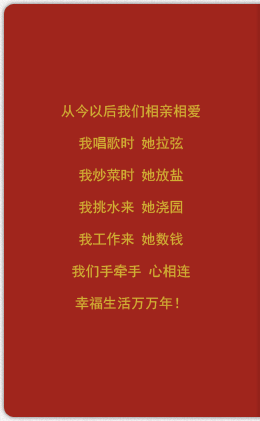 从今以后我们相亲相爱
我唱歌时 她拉弦
我炒菜时 她放盐
我挑水来 她浇园
我工作来 她数钱
我们手牵手 心相连
幸福生活万万年！